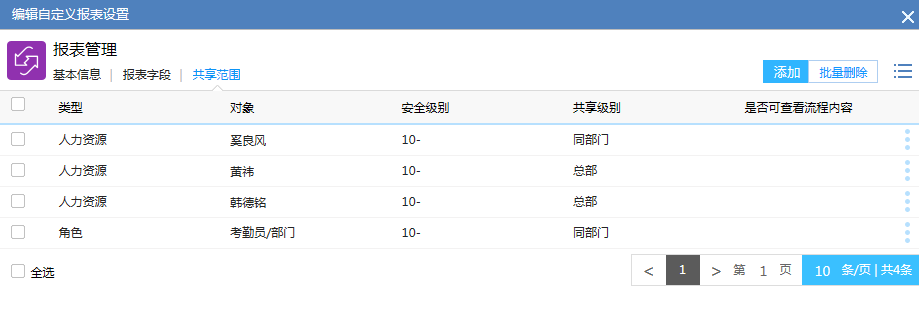 编辑自定义报表设置
报表管理
基本信息 | 报表字段 | 共享范围
添加 批量删除
类型 对象 安全级别 共享级别 是否可查看流程内容
人力资源 奚良风 10- 同部门
人力资源 黄祎 10- 总部
人力资源 韩德铭 10- 总部
角色 考勤员/部门 10- 同部门
全选 < 1 > 第 1 页 10 条/页 | 共4条